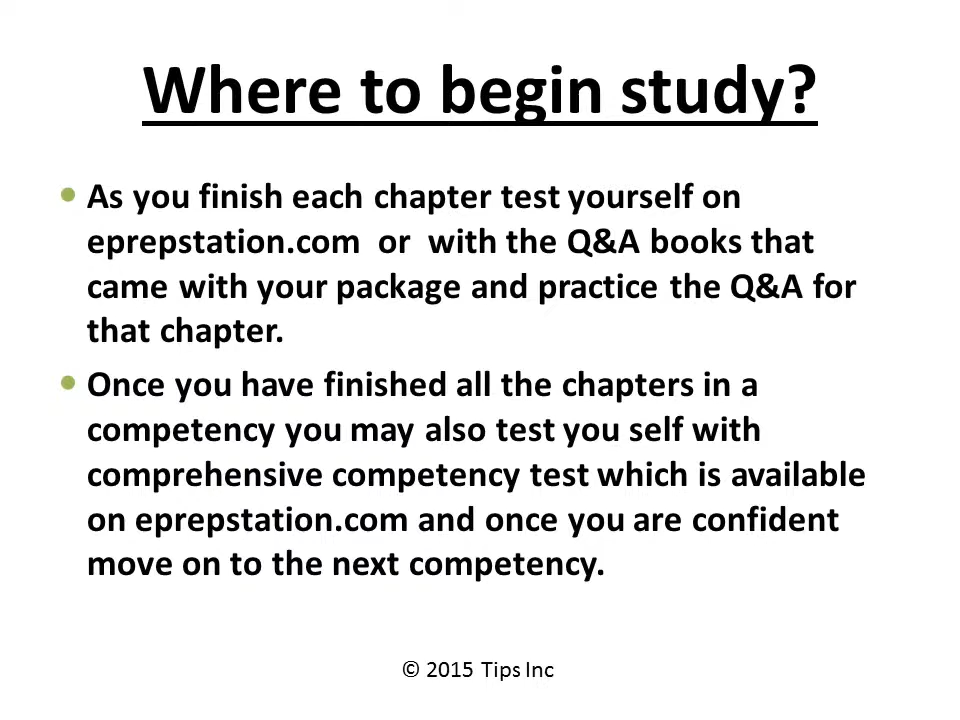 Where to begin study?
• As you finish each chapter test yourself on
eprepstation.com or with the Q&A books that
came with your package and practice the Q&A for
that chapter.
• Once you have finished all the chapters in a
competency you may also test you self with
comprehensive competency test which is available
on eprepstation.com and once you are confident
move on to the next competency.
© 2015 Tips Inc